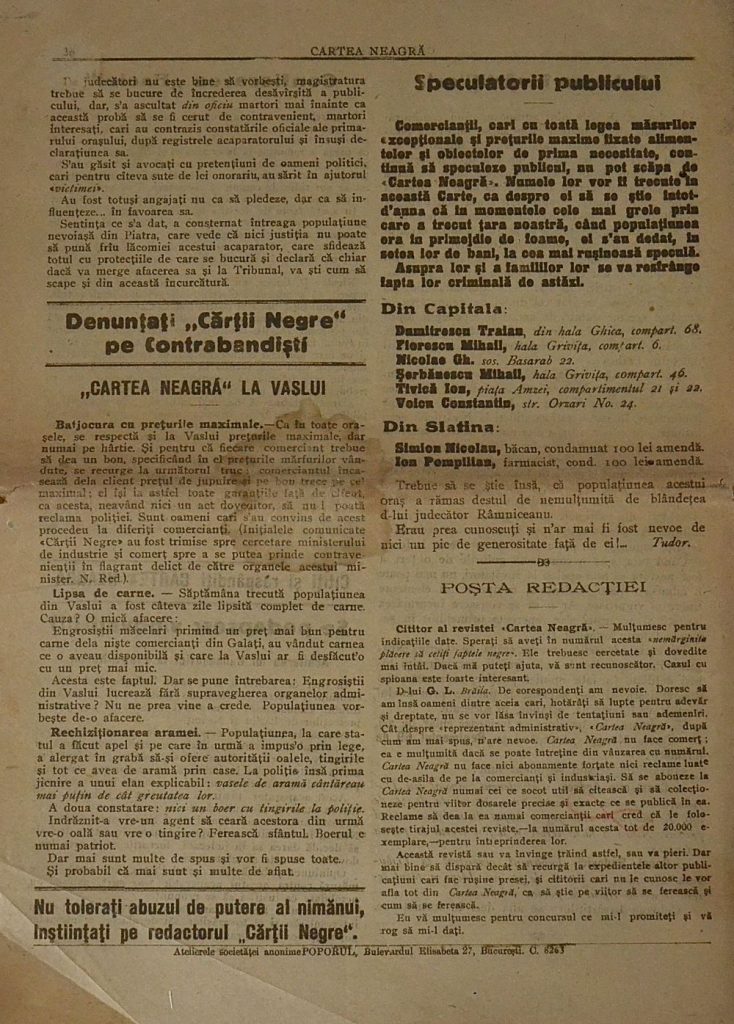 CARTEA NEAGRĂ
judecători nu este bine să vorbești, magistratura
trebue să se bucure de încrederea desăvîrșită a publi-
cului, dar, s'a ascultat din oficiu martori mai înainte ca
această probă să se fi cerut de contravenient, martori
interesați, cari au contrazis constatările oficiale ale prima-
rului orașului, după registrele acaparatorului și însuși de-
clarațiunea sa.
S'au găsit și avocați cu pretențiuni de oameni politici,
cari pentru cîteva sute de lei onorariu, au sărit în ajutorul
«victimei».
Au fost totuși angajați nu ca să pledeze, dar ca să in-
fluențeze... în favoarea sa.
Sentința ce s'a dat, a consternat întreaga populațiune
nevoiașă din Piatra, care vede că nici justiția nu poate
să pună frîu lăcomiei acestui acaparator, care sfidează
totul cu protecțiile de care se bucură și declară că chiar
dacă va merge afacerea sa și la Tribunal, va ști cum să
scape și din această încurcătură.
Denunțați „Cărții Negre“
pe Contrabandiști
„CARTEA NEAGRĂ“ LA VASLUI
Batjocura cu prețurile maximale.—Ca în toate ora-
șele, se respectă și la Vaslui prețurile maximale, dar
numai pe hârtie. Și pentru că fiecare comerciant trebue
să dea un bon, specificând în el prețurile mărfurilor vân-
dute, se recurge la următorul truc: comerciantul înca-
sează dela client prețul de jupuire și pe bon trece pe cel
maximal; el își ia astfel toate garanțiile față de client,
ca acesta, neavând nici un act doveditor, să nu-l poată
reclama poliției. Sunt oameni cari s'au convins de acest
procedeu la diferiți comercianți. (Inițialele comunicate
«Cărții Negre» au fost trimise spre cercetare ministerului
de industrie și comerț spre a se putea prinde contrave-
nienții în flagrant delict de către organele acestui mi-
nister. N. Red.).
Lipsa de carne. — Săptămâna trecută populațiunea
din Vaslui a fost câteva zile lipsită complet de carne.
Cauza? O mică afacere:
Engrosiștii măcelari primind un preț mai bun pentru
carne dela niște comercianți din Galați, au vândut carnea
ce o aveau disponibilă și care la Vaslui ar fi desfăcut'o
cu un preț mai mic.
Acesta este faptul. Dar se pune întrebarea: Engrosiștii
din Vaslui lucrează fără supravegherea organelor admi-
nistrative? Nu ne prea vine a crede. Populațiunea vor-
bește de-o afacere.
Rechiziționarea aramei. — Populațiunea, la care sta-
tul a făcut apel și pe care în urmă a impus'o prin lege,
a alergat în grabă să-și ofere autorității oalele, tingirile
și tot ce avea de aramă prin case. La poliție însă prima
jicnire a unui elan explicabil: vasele de aramă cântăreau
mai puțin de cât greutatea lor.
A doua constatare: nici un boer cu tingirile la poliție.
Indrăznit-a vre-un agent să ceară acestora din urmă
vre-o oală sau vre o tingire? Ferească sfântul. Boerul e
numai patriot.
Dar mai sunt multe de spus și vor fi spuse toate.
Și probabil că mai sunt și multe de aflat.
Nu tolerați abuzul de putere al nimănui,
Inștiințați pe redactorul „Cărții Negre“.
Speculatorii publicului
Comercianții, cari cu toată legea măsurilor
excepționale și prețurile maxime fixate alimen-
telor și obiectelor de prima necesitate, con-
tinuă să speculeze publicul, nu pot scăpa de
«Cartea Neagră». Numele lor vor fi trecute în
această Carte, ca despre ei să se știe întot-
d'auna că în momentele cele mai grele prin
care a trecut țara noastră, când populațiunea
era în primejdie de foame, ei s'au dedat, în
setea lor de bani, la cea mai rușinoasă speculă.
Asupra lor și a familiilor lor se va resfrânge
fapta lor criminală de astăzi.
Din Capitala:
Dumitrescu Traian, din hala Ghica, compart. 68.
Florescu Mihail, hala Grivița, compart. 6.
Nicolae Gh. sos. Basarab 22.
Șerbănescu Mihail, hala Grivița, compart. 46.
Tivică Ion, piața Amzei, compartimentul 21 și 22.
Voicu Constantin, str. Orzari No. 24.
Din Slatina:
Simion Nicolau, băcan, condamnat 100 lei amendă.
Ion Pompilian, farmacist, cond. 100 lei amendă.
Trebue să se știe însă, că populațiunea acestui
oraș a rămas destul de nemulțumită de blândețea
d-lui judecător Râmniceanu.
Erau prea cunoscuți și n'ar mai fi fost nevoe de
nici un pic de generozitate față de ei!... Tudor.
POȘTA REDACȚIEI
Cititor al revistei «Cartea Neagră». — Mulțumesc pentru
indicațiile date. Sperați să aveți în numărul acesta «nemărginita
plăcere să cetiți faptele negre». Ele trebuesc cercetate și dovedite
mai întâi. Dacă mă puteți ajuta, vă sunt recunoscător. Cazul cu
spioana este foarte interesant.
D-lui G. L. Brăila. De corespondenți am nevoie. Doresc să
am însă oameni dintre aceia cari, hotărâți să lupte pentru adevăr
și dreptate, nu se vor lăsa învinși de tentațiuni sau ademeniri.
Cât despre «reprezentant administrativ», «Cartea Neagră», după
cum am mai spus, n'are nevoe. Cartea Neagră nu face comerț;
ea e mulțumită dacă se poate întreține din vânzarea cu numărul.
Cartea Neagră nu face nici abonamente forțate nici reclame luate
cu de-asila de pe la comercianți și industriași. Să se aboneze la
Cartea Neagră numai cei ce socot util să citească și să colecțio-
neze pentru viitor dosarele precise și exacte ce se publică în ea.
Reclame să dea la ea numai comercianții cari cred că le folo-
sește tirajul acestei reviste,—la numărul acesta tot de 20.000 e-
xemplare,—pentru întreprinderea lor.
Această revistă sau va învinge trăind astfel, sau va pieri. Dar
mai bine să dispară decât să recurgă la expedientele altor publi-
cațiuni cari fac rușine presei, și cititorii cari nu le cunosc le vor
afla tot din Cartea Neagră, ca să știe pe viitor să se ferească și
cum să se ferească.
Eu vă mulțumesc pentru concursul ce mi-l promiteți și vă
rog să mi-l dați.
Atelierele societăței anonime POPORUL, Bulevardul Elisabeta 27, București. C. 8263